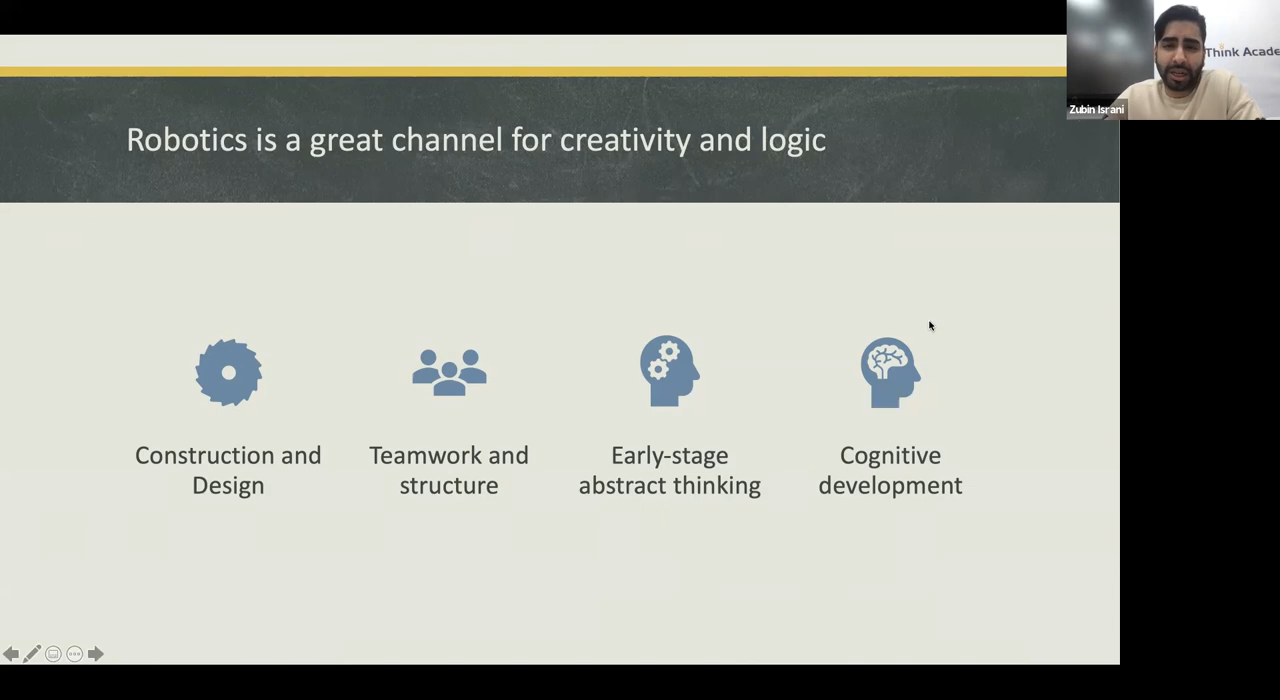 Think Acade
Zubin Israni
Robotics is a great channel for creativity and logic
Construction and
Design
Teamwork and
structure
Early-stage
abstract thinking
Cognitive
development